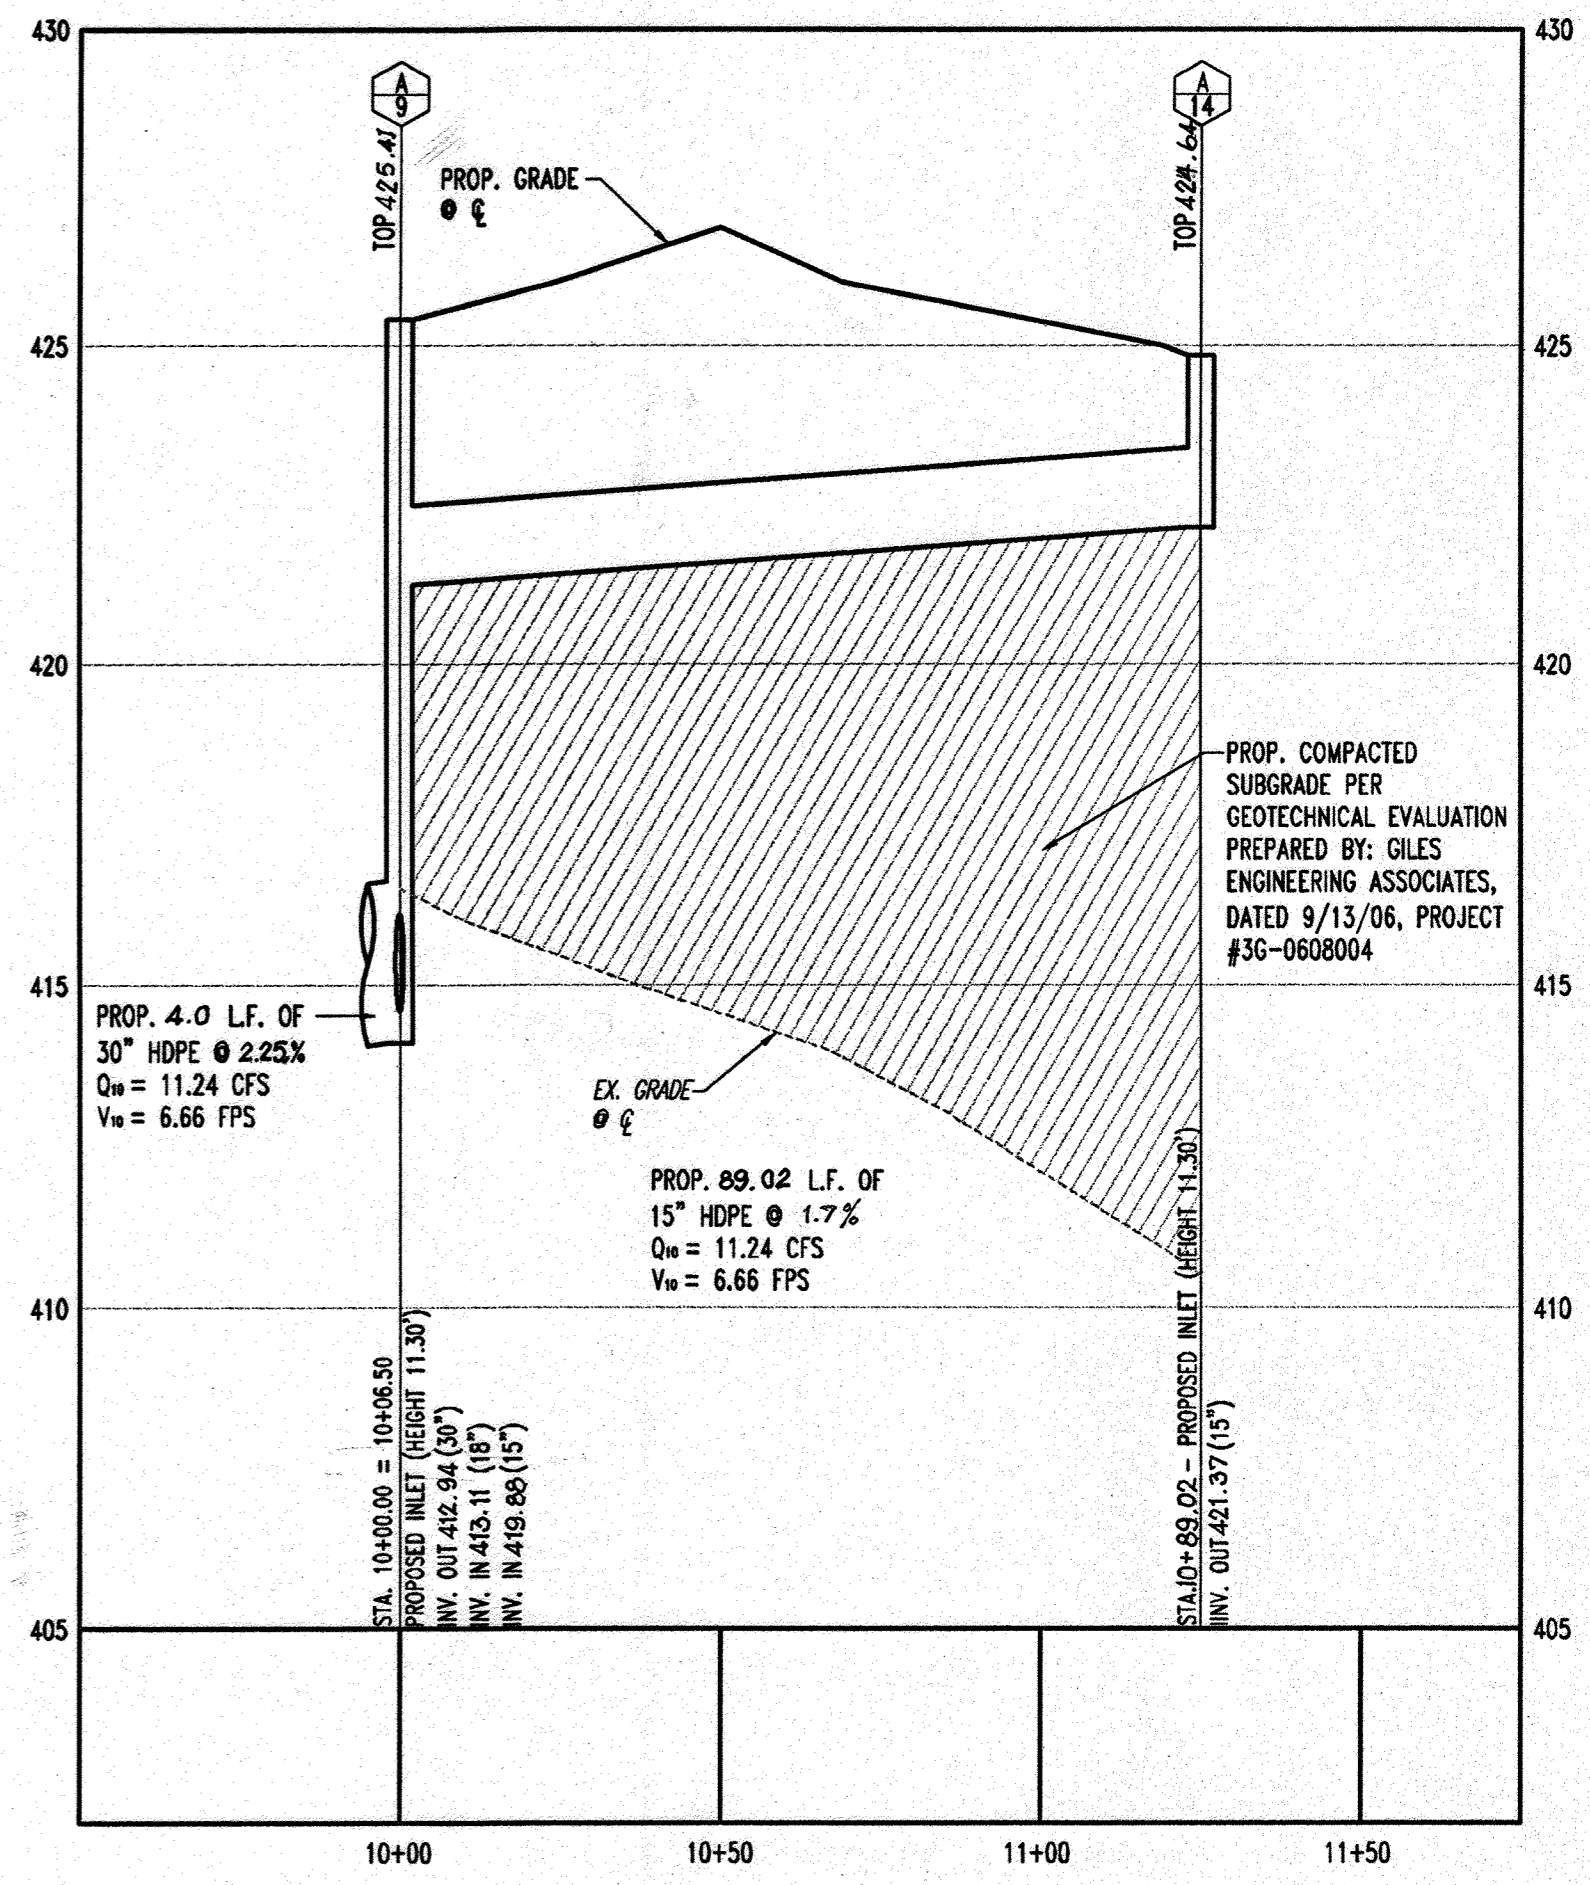 430
430
A
9
A
14
TOP 425.41
TOP 424.64
PROP. GRADE
@ ℄
425
425
420
420
PROP. COMPACTED
SUBGRADE PER
GEOTECHNICAL EVALUATION
PREPARED BY: GILES
ENGINEERING ASSOCIATES,
DATED 9/13/06, PROJECT
#3G-0608004
415
415
PROP. 4.0 L.F. OF
30" HDPE @ 2.25%
Q10 = 11.24 CFS
V10 = 6.66 FPS
EX. GRADE
@ ℄
PROP. 89.02 L.F. OF
15" HDPE @ 1.7%
Q10 = 11.24 CFS
V10 = 6.66 FPS
410
410
STA. 10+00.00 = 10+06.50
PROPOSED INLET (HEIGHT 11.30')
INV. OUT 412.94 (30")
INV. IN 413.11 (18")
INV. IN 419.88 (15")
STA. 10+89.02 - PROPOSED INLET (HEIGHT 11.30')
INV. OUT 421.37 (15")
405
405
10+00
10+50
11+00
11+50